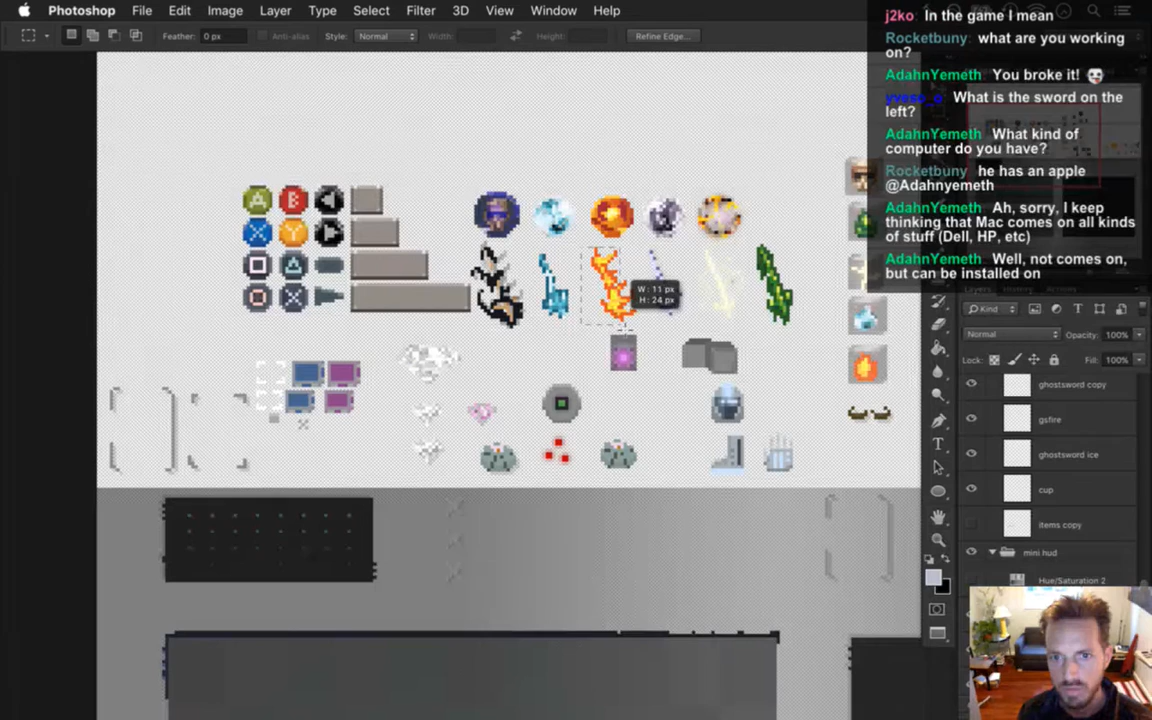 Photoshop File Edit Image Layer Type Select Filter 3D View Window Help
Feather: 0 px Anti-alias Style: Normal Width: Height: Refine Edge...
j2ko: In the game I mean
Rocketbuny: what are you working
on?
AdahnYemeth: You broke it!
What is the sword on the
left?
AdahnYemeth: What kind of
computer do you have?
Rocketbuny: he has an apple
@Adahnyemeth
AdahnYemeth: Ah, sorry, I keep
thinking that Mac comes on all kinds
of stuff (Dell, HP, etc)
AdahnYemeth: Well, not comes on,
but can be installed on
A B
X Y
X
W: 11 px
H: 24 px
Kind
Normal Opacity: 100%
Lock: Fill: 100%
ghostsword copy
gsfire
ghostsword ice
cup
items copy
mini hud
Hue/Saturation 2
T